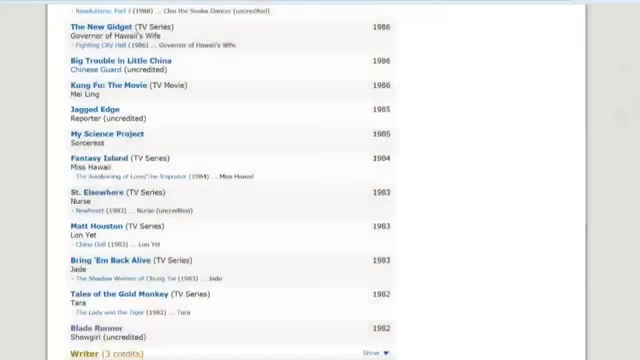 - Resolutions: Part I (1988) ... Cleo the Snake Dancer (uncredited)
The New Gidget (TV Series) 1986
Governor of Hawaii's Wife
- Fighting City Hall (1986) ... Governor of Hawaii's Wife
Big Trouble in Little China 1986
Chinese Guard (uncredited)
Kung Fu: The Movie (TV Movie) 1986
Mei Ling
Jagged Edge 1985
Reporter (uncredited)
My Science Project 1985
Sorceress
Fantasy Island (TV Series) 1984
Miss Hawaii
- The Awakening of Love/The Impostor (1984) ... Miss Hawaii
St. Elsewhere (TV Series) 1983
Nurse
- Newheart (1983) ... Nurse (uncredited)
Matt Houston (TV Series) 1983
Lon Yet
- China Doll (1983) ... Lon Yet
Bring 'Em Back Alive (TV Series) 1983
Jade
- The Shadow Women of Chung Tai (1983) ... Jade
Tales of the Gold Monkey (TV Series) 1982
Tara
- The Lady and the Tiger (1982) ... Tara
Blade Runner 1982
Showgirl (uncredited)
Writer (3 credits) Show